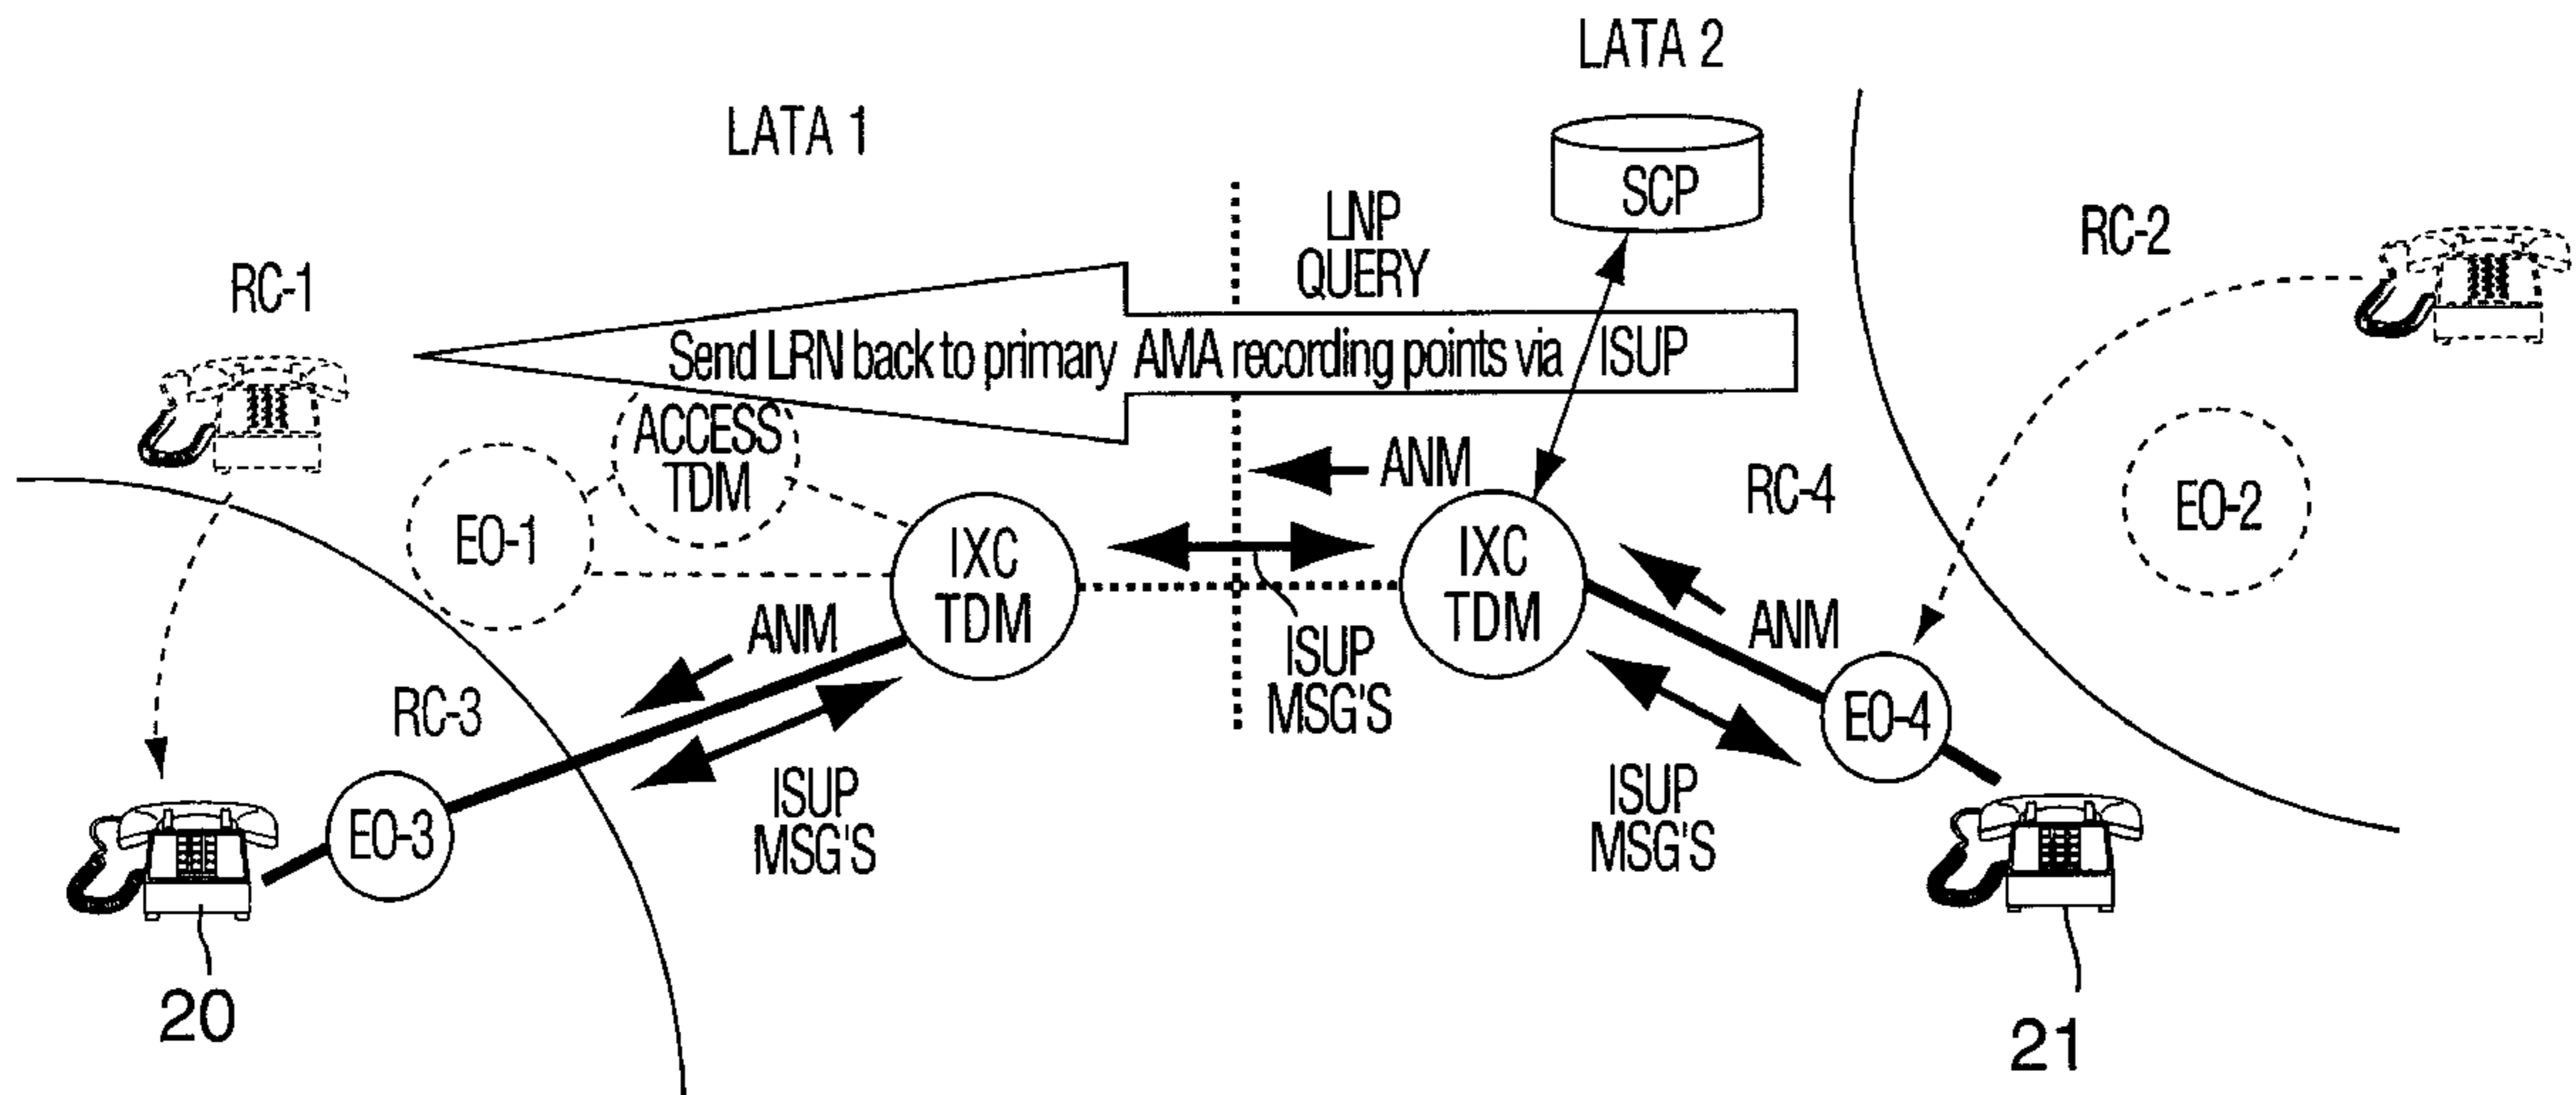 LATA 2
LATA 1
SCP
LNP
QUERY
RC-2
RC-1
Send LRN back to primary AMA recording points via ISUP
ACCESS
TDM
ANM
RC-4
EO-2
EO-1
IXC
TDM
IXC
TDM
ANM
ISUP
MSG'S
ANM
RC-3
EO-4
ISUP
MSG'S
ISUP
MSG'S
EO-3
20
21